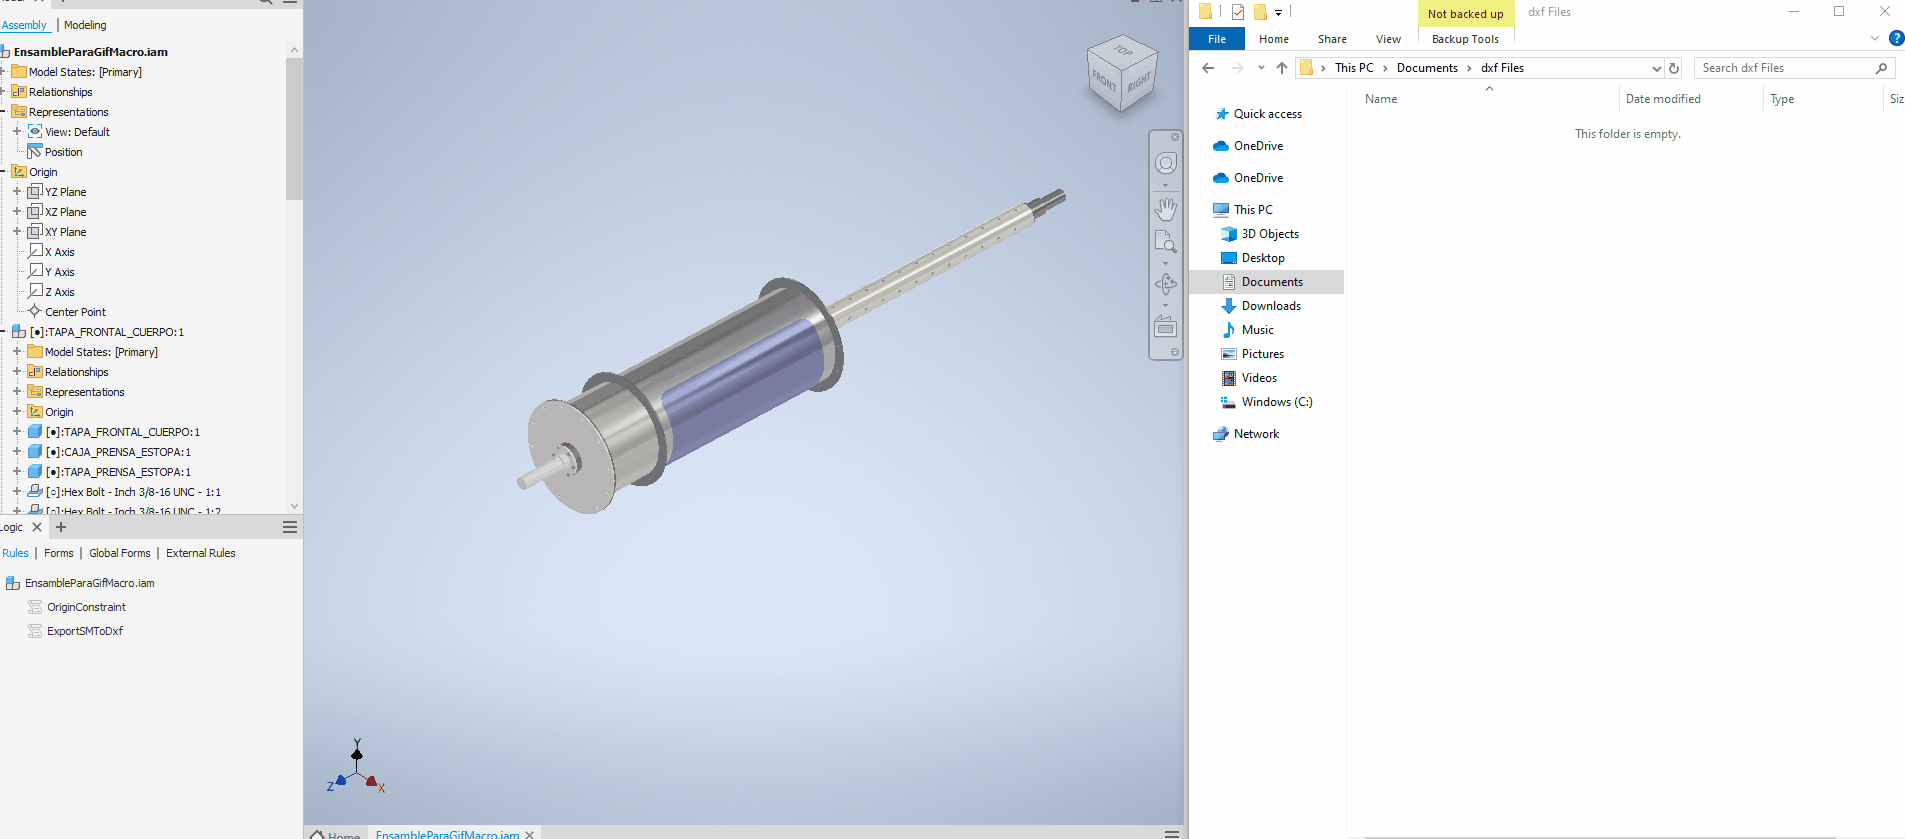 Assembly | Modeling
EnsambleParaGifMacro.iam
Model States: [Primary]
Relationships
Representations
View: Default
Position
Origin
YZ Plane
XZ Plane
XY Plane
X Axis
Y Axis
Z Axis
Center Point
[●]:TAPA_FRONTAL_CUERPO:1
Model States: [Primary]
Relationships
Representations
Origin
[●]:TAPA_FRONTAL_CUERPO:1
[●]:CAJA_PRENSA_ESTOPA:1
[●]:TAPA_PRENSA_ESTOPA:1
[○]:Hex Bolt - Inch 3/8-16 UNC - 1:1
[○]:Hex Bolt - Inch 3/8-16 UNC - 1:2
Logic
Rules | Forms | Global Forms | External Rules
EnsambleParaGifMacro.iam
OriginConstraint
ExportSMToDxf
TOP
FRONT
RIGHT
Y
Z
X
Home
EnsambleParaGifMacro.iam
Not backed up
dxf Files
File
Home
Share
View
Backup Tools
This PC › Documents › dxf Files
Search dxf Files
Name
Date modified
Type
Siz
This folder is empty.
Quick access
OneDrive
OneDrive
This PC
3D Objects
Desktop
Documents
Downloads
Music
Pictures
Videos
Windows (C:)
Network